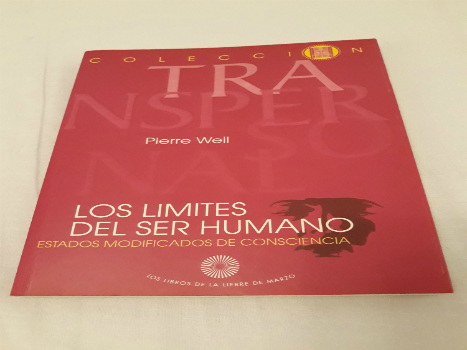 COLECCIÓN
TRA
NSPER
SO
NAL
Pierre Weil
LOS LIMITES
DEL SER HUMANO
ESTADOS MODIFICADOS DE CONSCIENCIA
LOS LIBROS DE LA LIEBRE DE MARZO